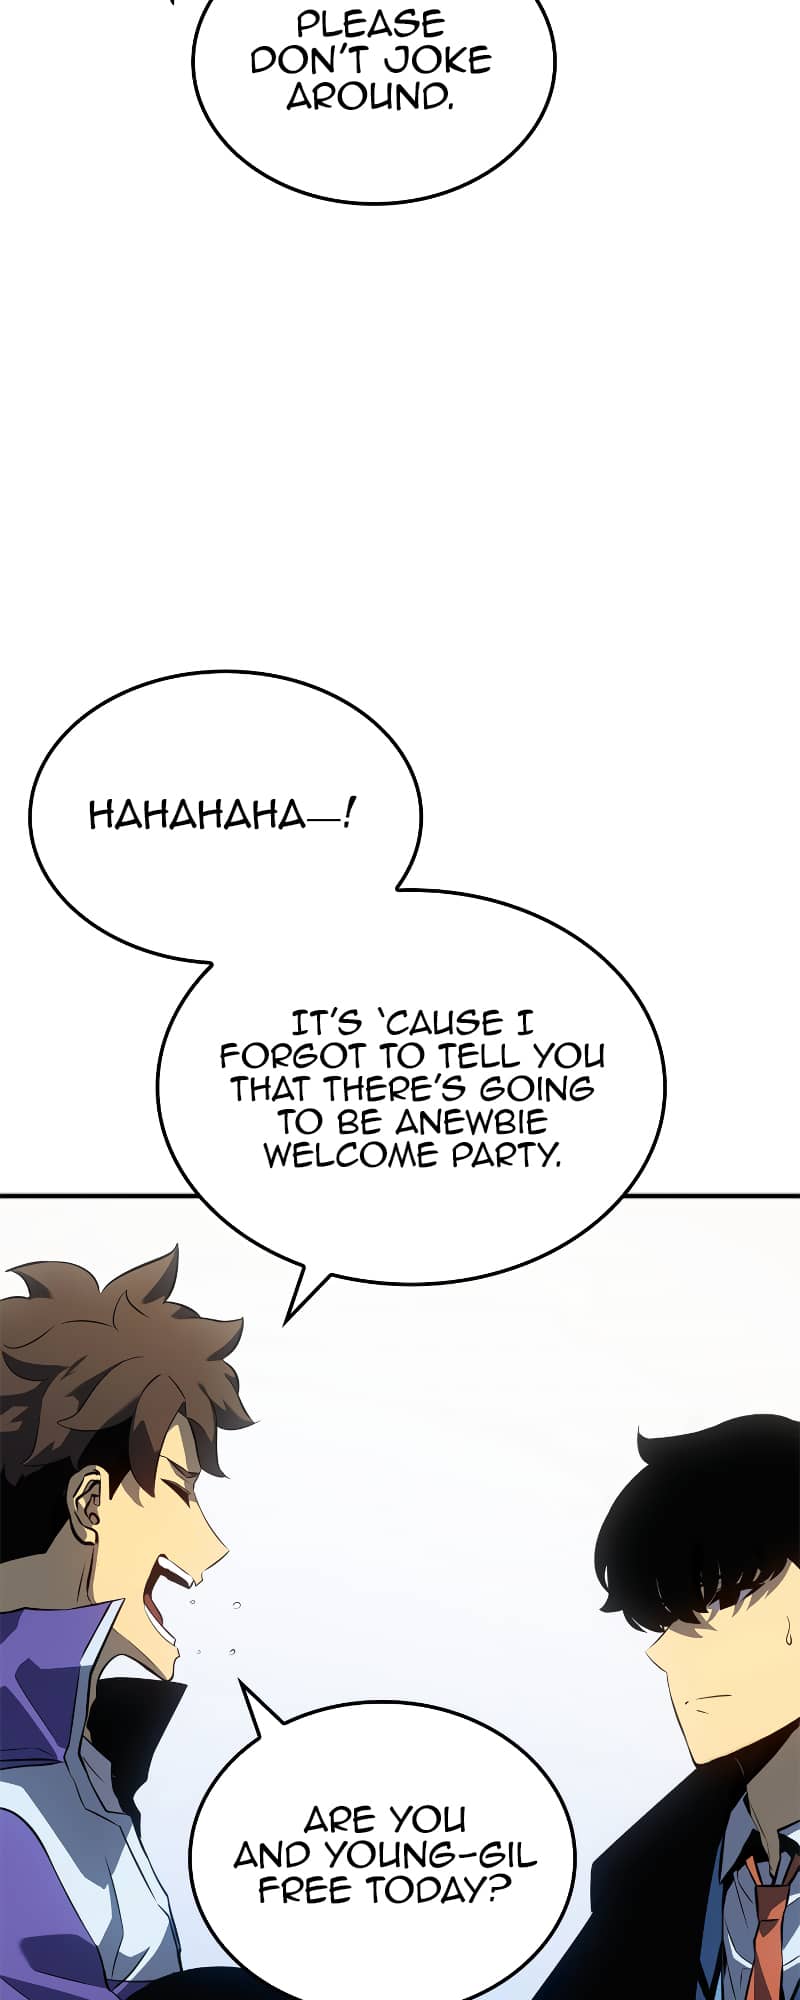 PLEASE
DON'T JOKE
AROUND.
HAHAHAHA—!
IT'S 'CAUSE I
FORGOT TO TELL YOU
THAT THERE'S GOING
TO BE ANEWBIE
WELCOME PARTY.
ARE YOU
AND YOUNG-GIL
FREE TODAY?